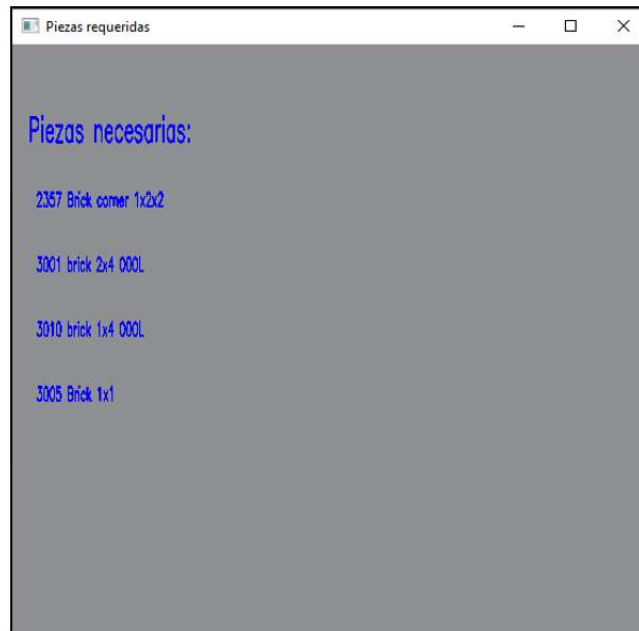 Piezas requeridas
Piezas necesarias:
2357 Brick corner 1x2x2
3001 brick 2x4 000L
3010 brick 1x4 000L
3005 Brick 1x1